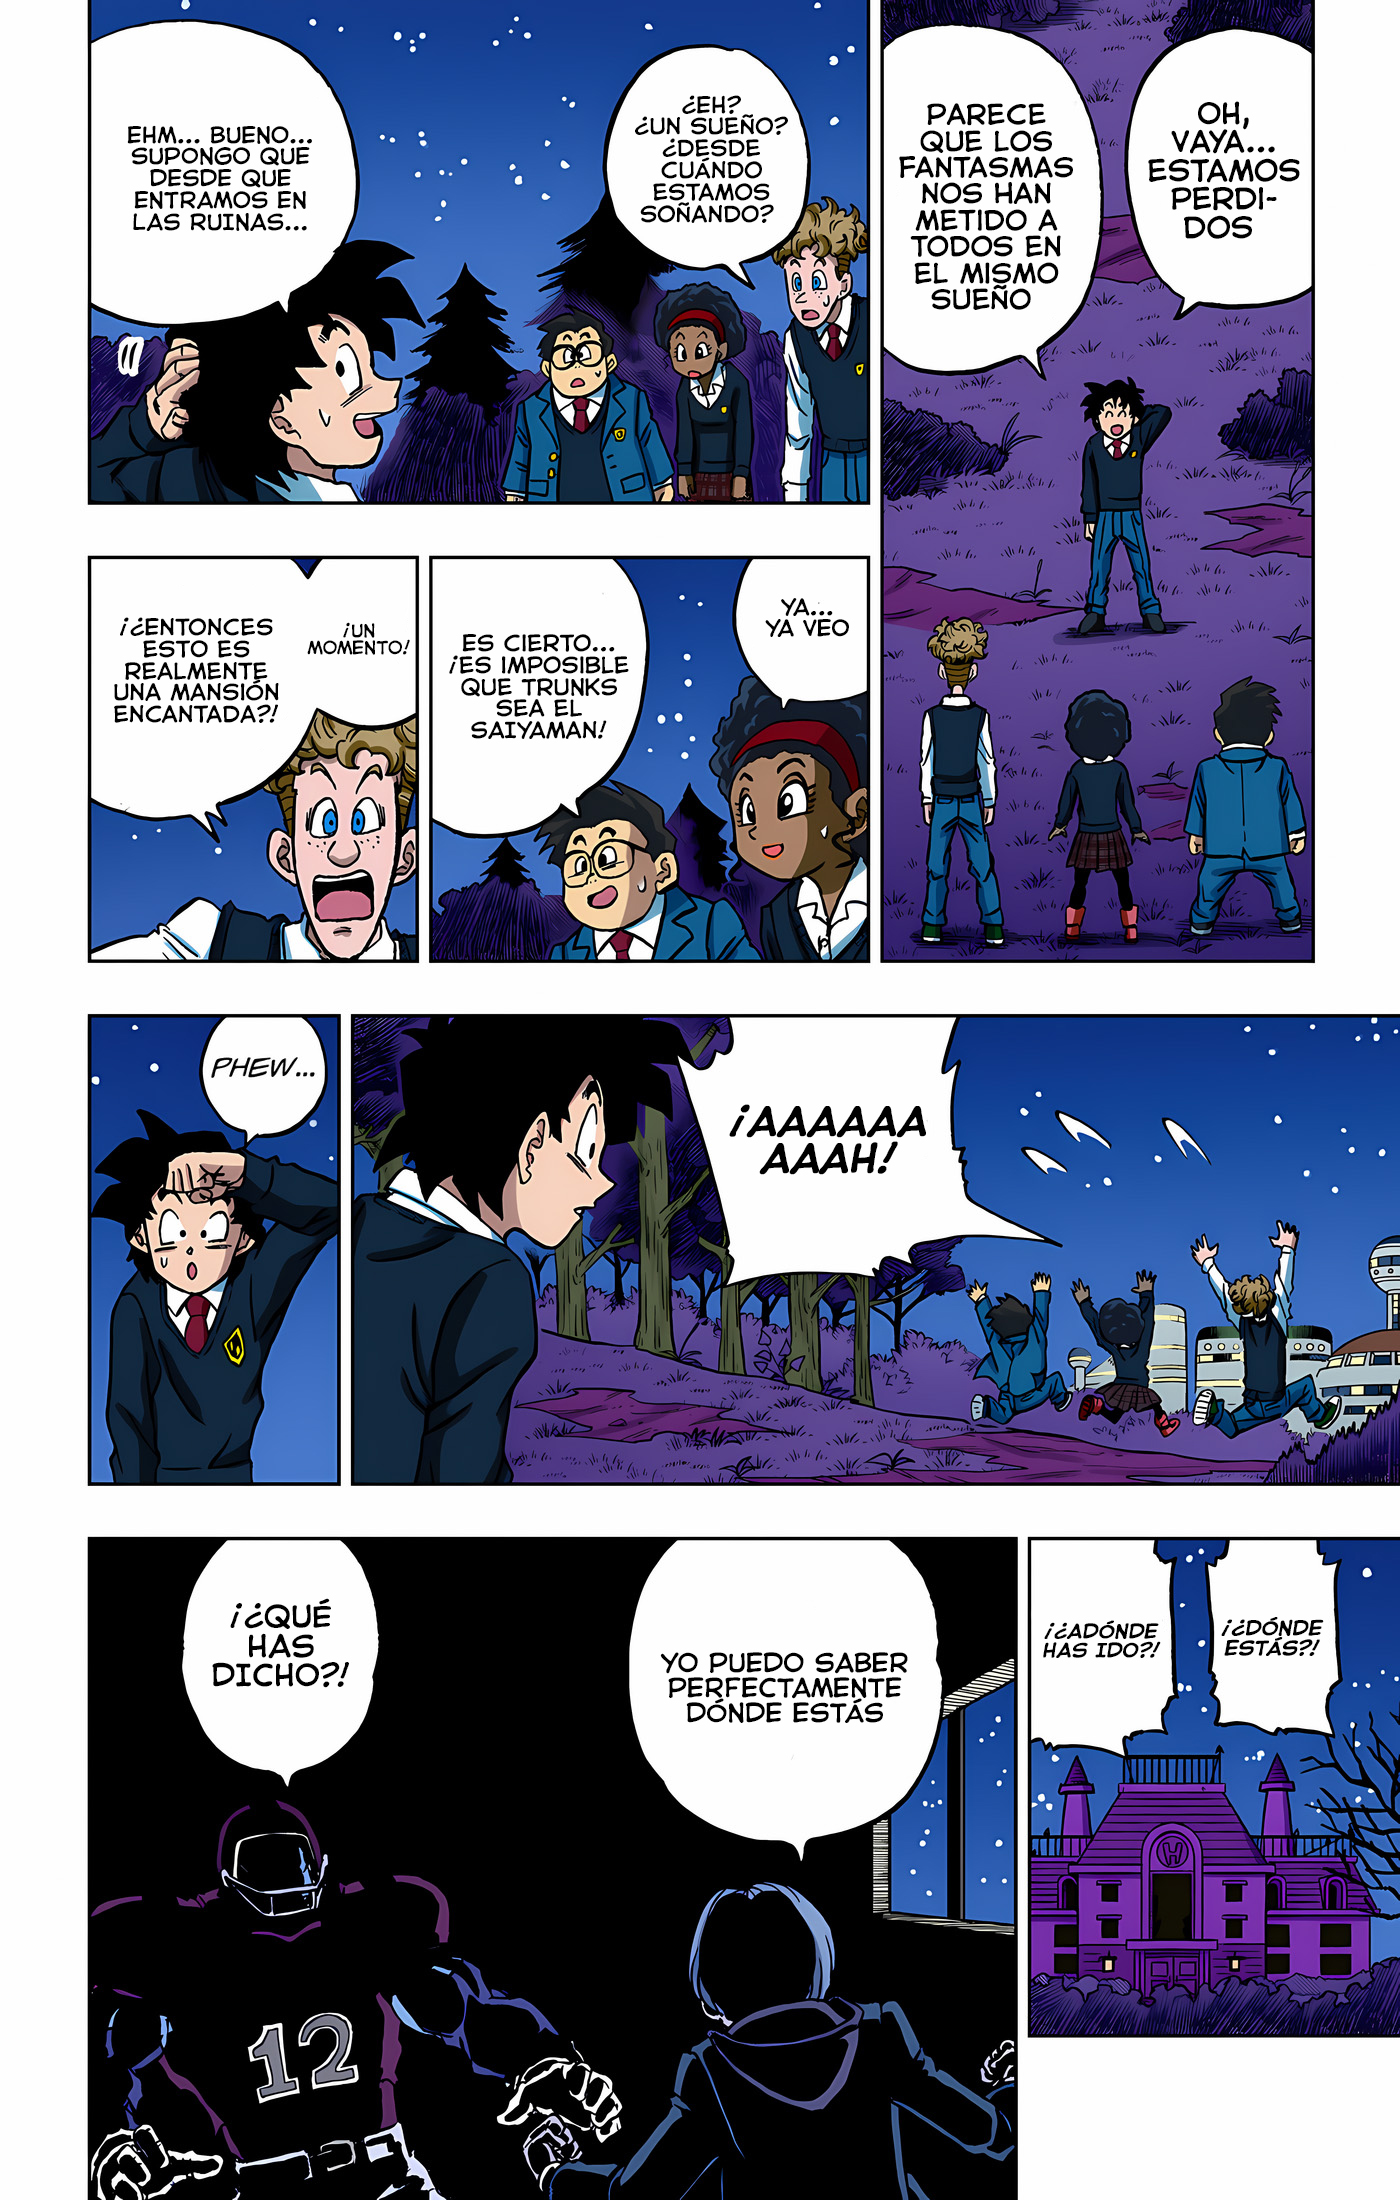 OH,
VAYA...
ESTAMOS
PERDI-
DOS
PARECE
QUE LOS
FANTASMAS
NOS HAN
METIDO A
TODOS EN
EL MISMO
SUEÑO
¿EH?
¿UN SUEÑO?
¿DESDE
CUÁNDO
ESTAMOS
SOÑANDO?
EHM... BUENO...
SUPONGO QUE
DESDE QUE
ENTRAMOS EN
LAS RUINAS...
YA...
YA VEO
ES CIERTO...
¡ES IMPOSIBLE
QUE TRUNKS
SEA EL
SAIYAMAN!
¡UN
MOMENTO!
¡¿ENTONCES
ESTO ES
REALMENTE
UNA MANSIÓN
ENCANTADA?!
¡AAAAAA
AAAH!
PHEW...
¡¿DÓNDE
ESTÁS?!
¡¿ADÓNDE
HAS IDO?!
H
YO PUEDO SABER
PERFECTAMENTE
DÓNDE ESTÁS
¡¿QUÉ
HAS
DICHO?!
12